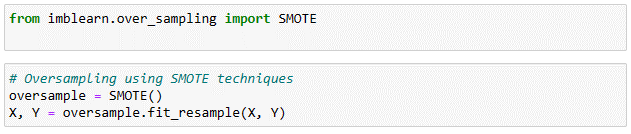 from imblearn.over_sampling import SMOTE
# Oversampling using SMOTE techniques
oversample = SMOTE()
X, Y = oversample.fit_resample(X, Y)